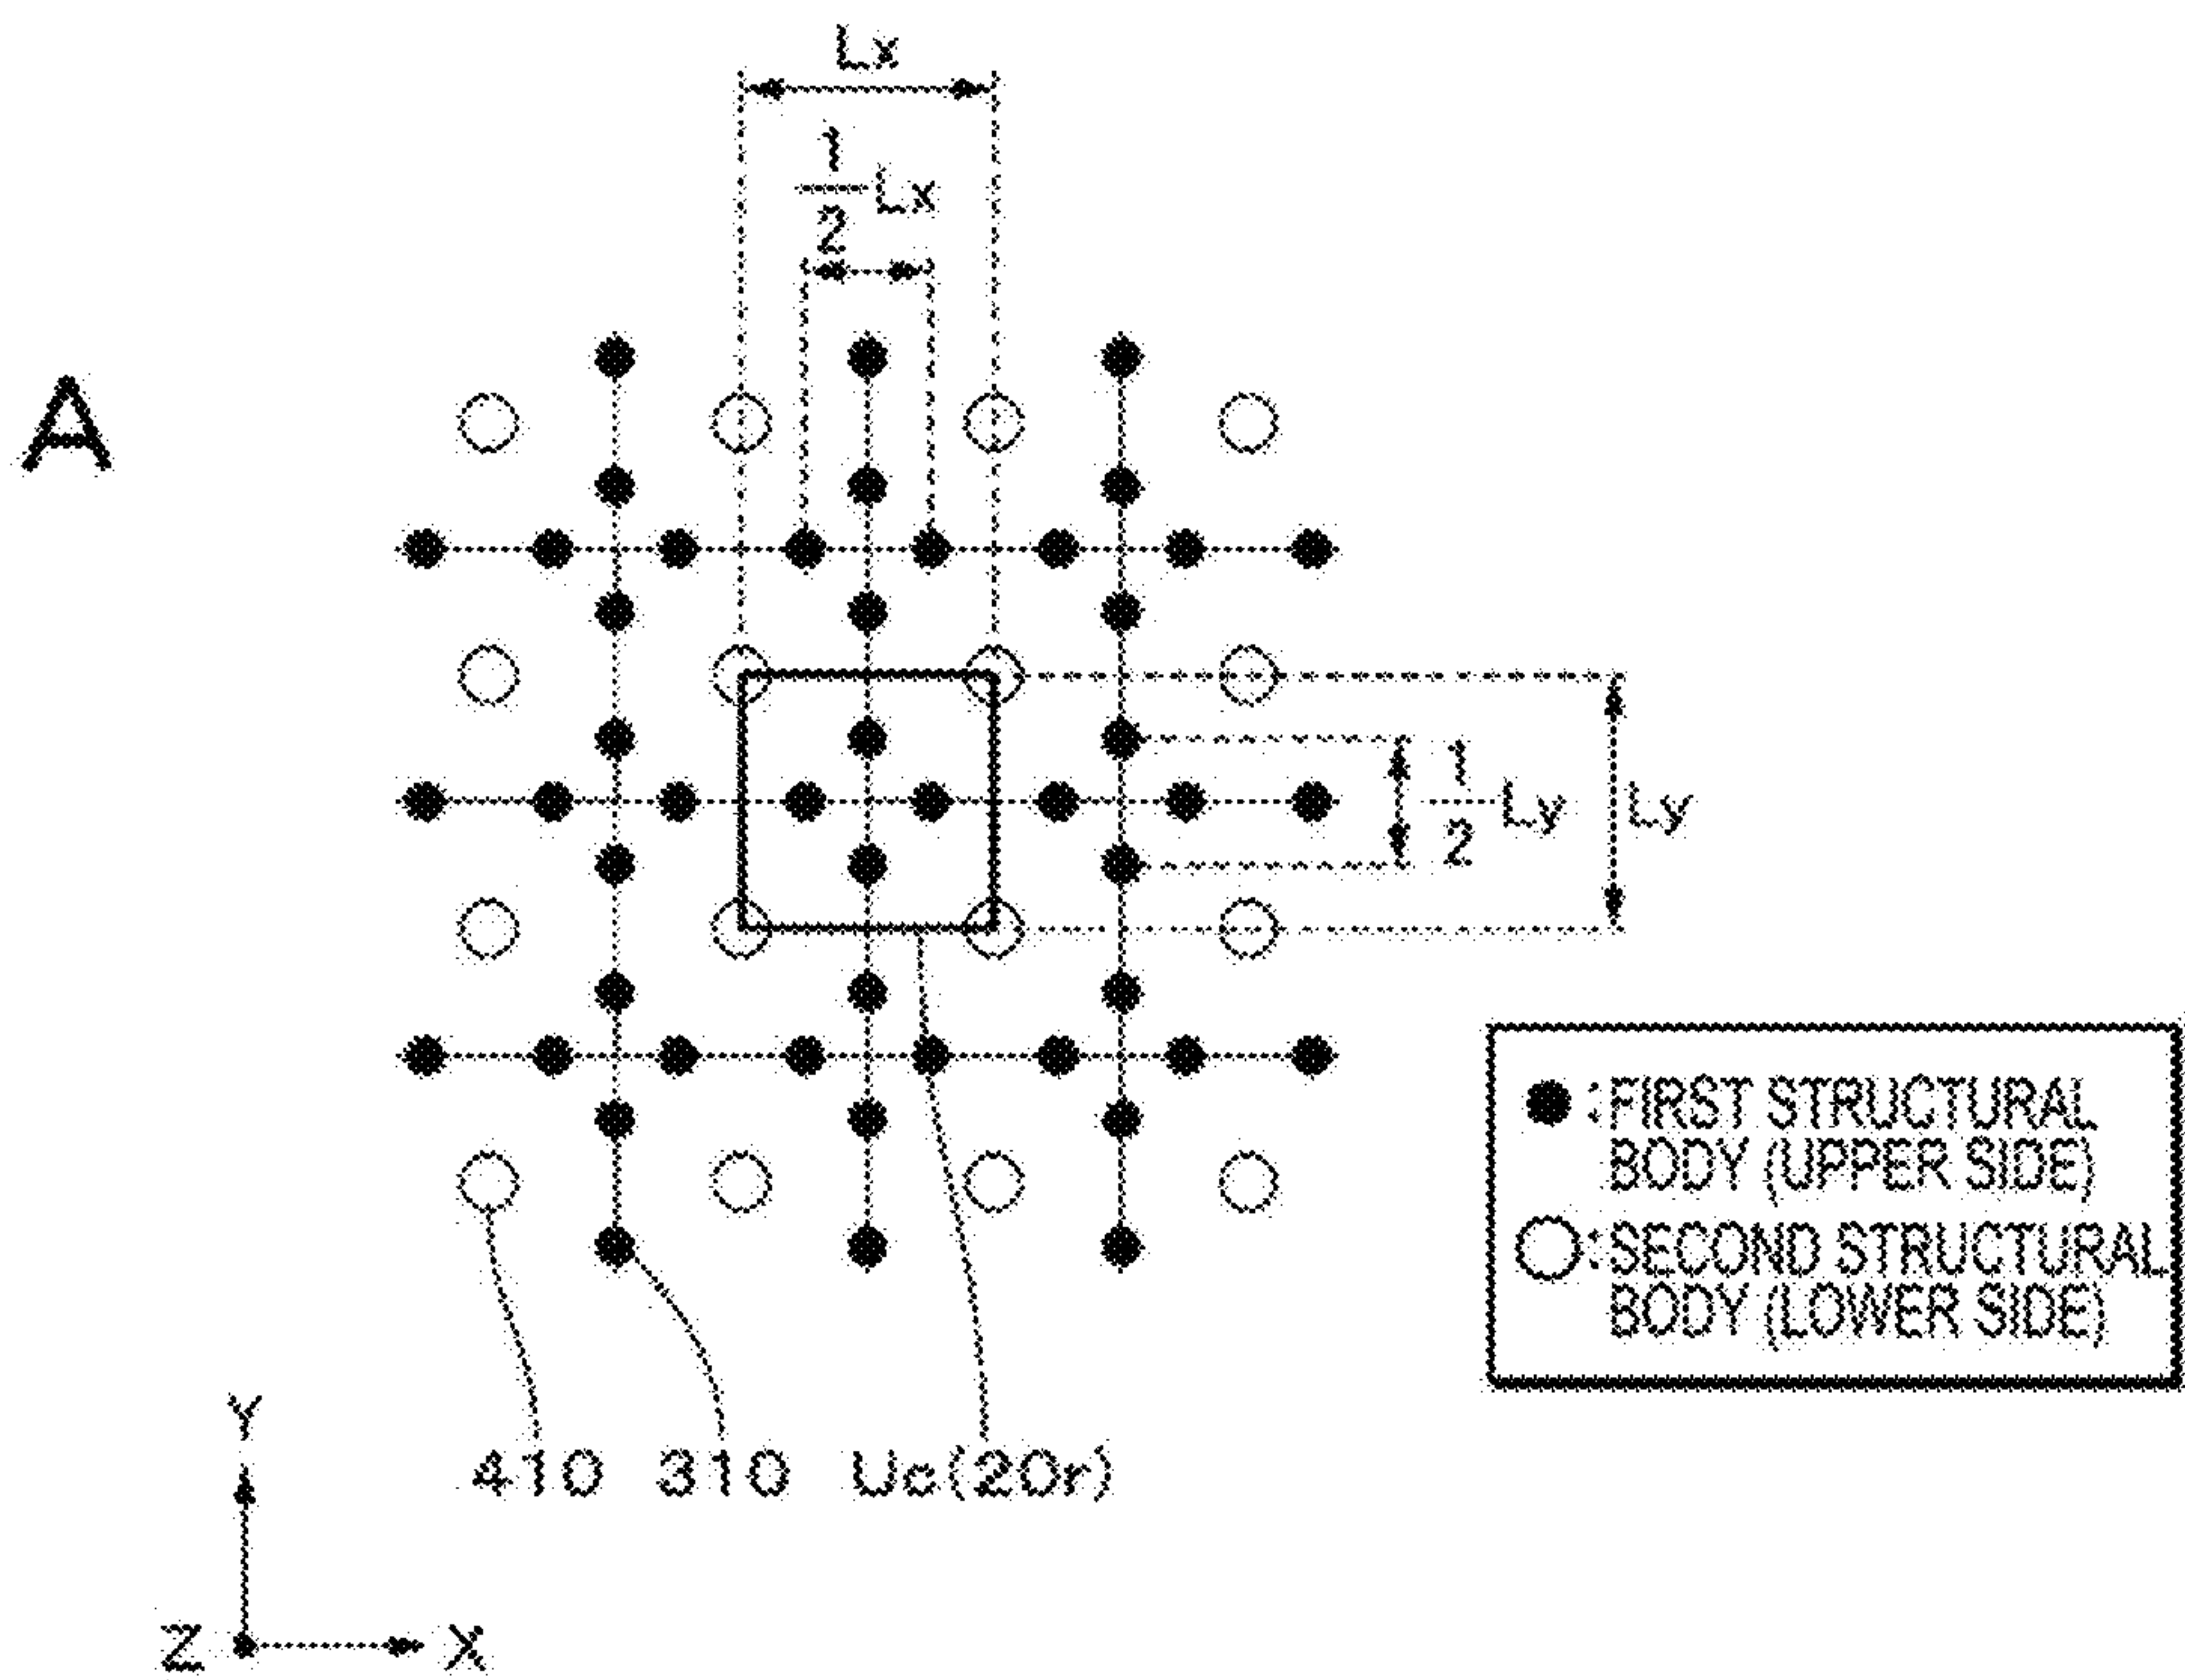 Lx
1
2
Lx
A
1
2
Ly
Ly
● : FIRST STRUCTURAL
BODY (UPPER SIDE)
○ : SECOND STRUCTURAL
BODY (LOWER SIDE)
Y
410 310 Uc(20r)
Z X